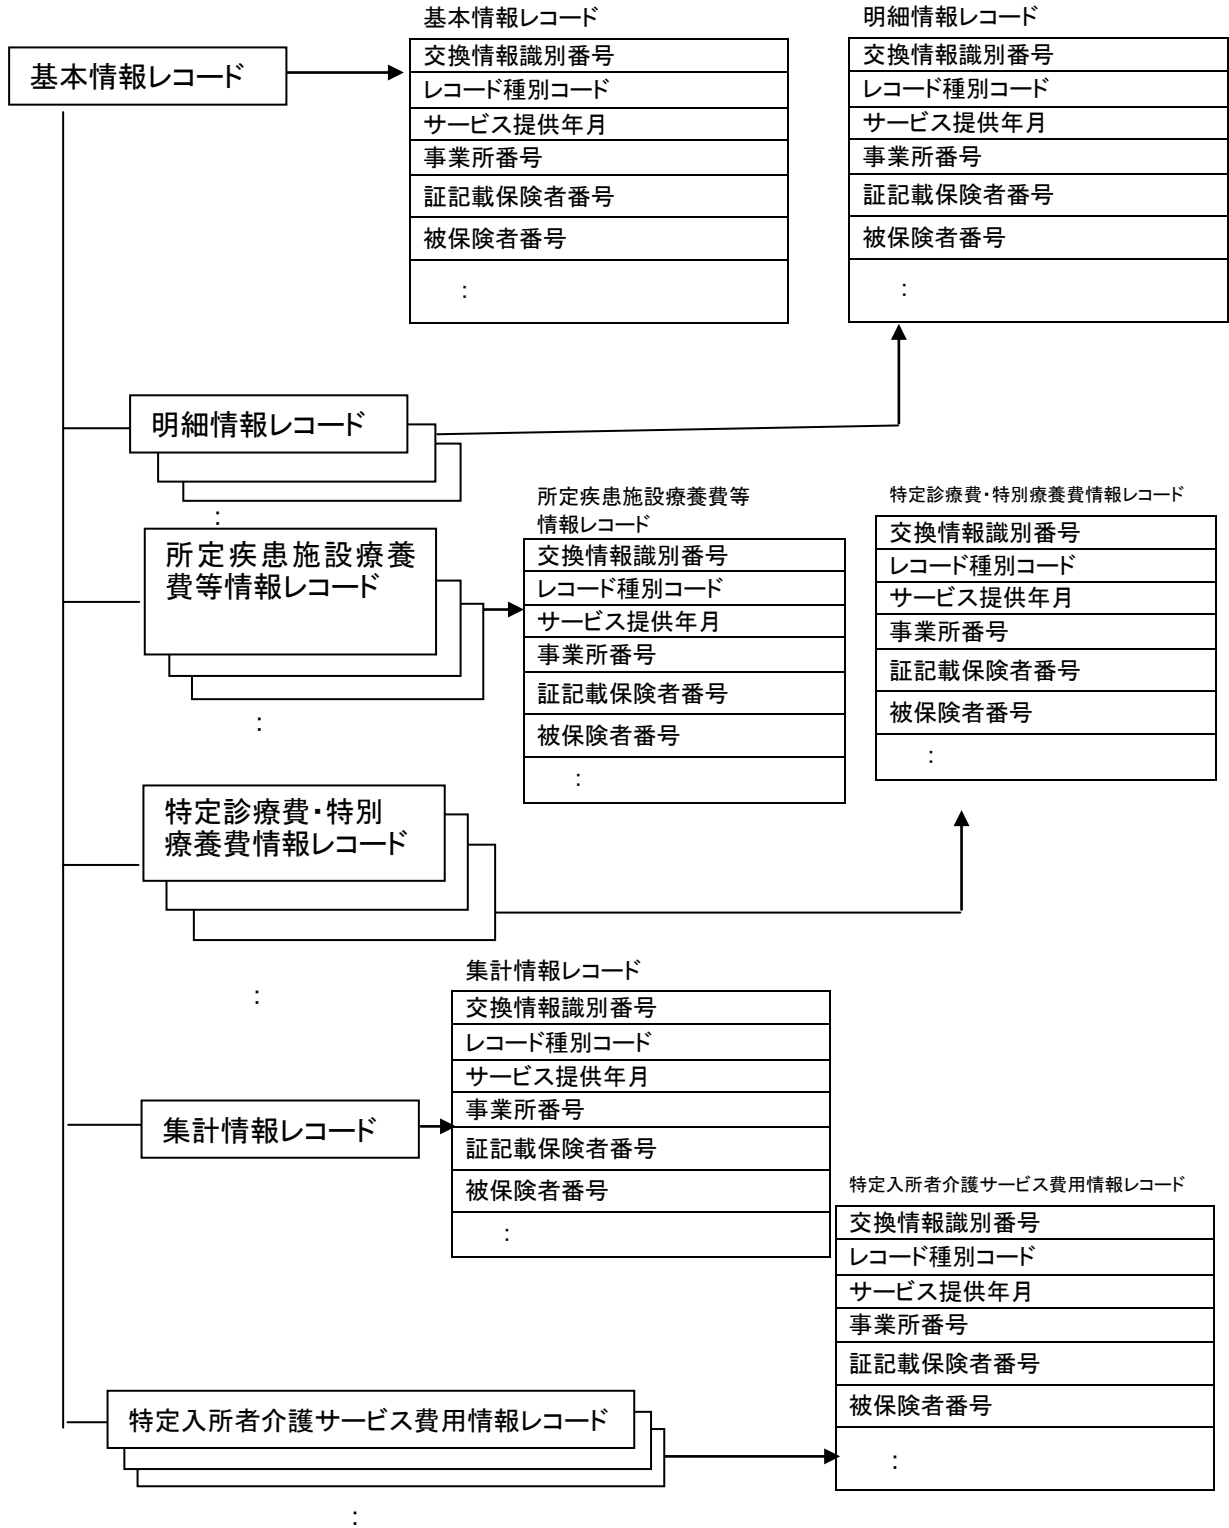 基本情報レコード
基本情報レコード
交換情報識別番号
レコード種別コード
サービス提供年月
事業所番号
証記載保険者番号
被保険者番号
:
明細情報レコード
交換情報識別番号
レコード種別コード
サービス提供年月
事業所番号
証記載保険者番号
被保険者番号
:
明細情報レコード
:
所定疾患施設療養
費等情報レコード
:
所定疾患施設療養費等
情報レコード
交換情報識別番号
レコード種別コード
サービス提供年月
事業所番号
証記載保険者番号
被保険者番号
:
特定診療費・特別療養費情報レコード
交換情報識別番号
レコード種別コード
サービス提供年月
事業所番号
証記載保険者番号
被保険者番号
:
特定診療費・特別
療養費情報レコード
:
集計情報レコード
集計情報レコード
交換情報識別番号
レコード種別コード
サービス提供年月
事業所番号
証記載保険者番号
被保険者番号
:
特定入所者介護サービス費用情報レコード
交換情報識別番号
レコード種別コード
サービス提供年月
事業所番号
証記載保険者番号
被保険者番号
:
特定入所者介護サービス費用情報レコード
: